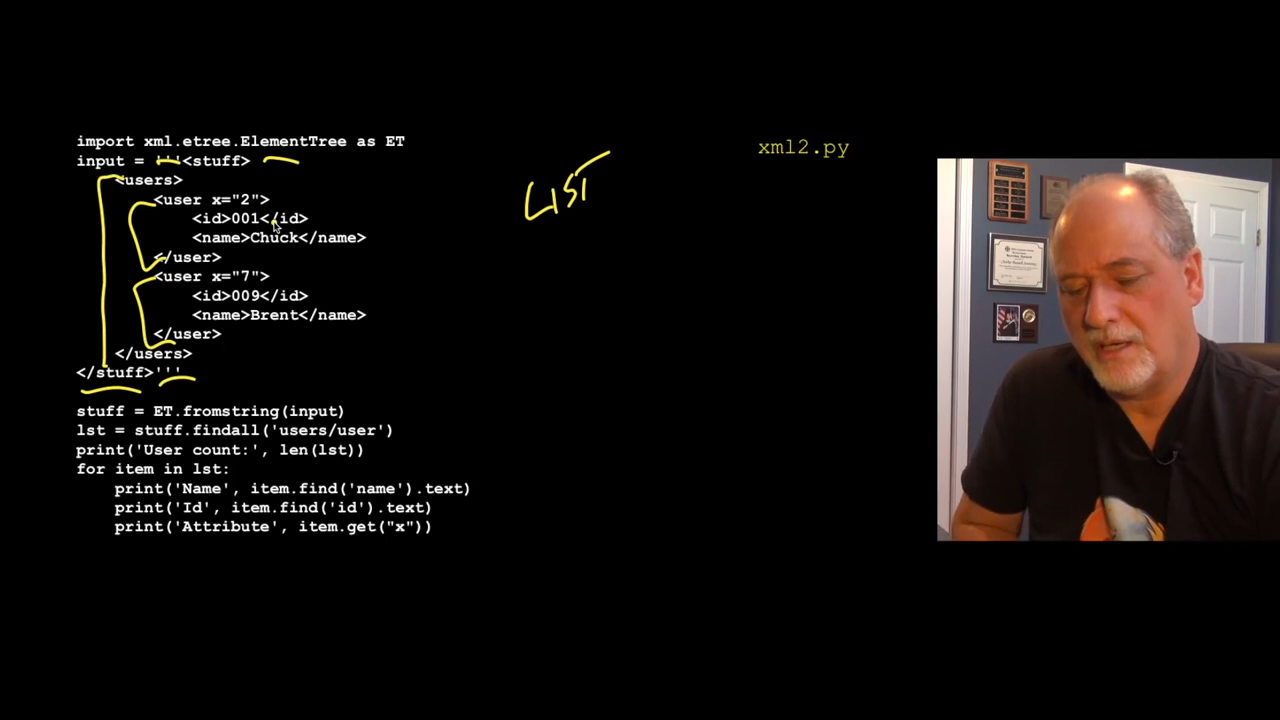 import xml.etree.ElementTree as ET
input = '''<stuff>
<users>
<user x="2">
<id>001</id>
<name>Chuck</name>
</user>
<user x="7">
<id>009</id>
<name>Brent</name>
</user>
</users>
</stuff>'''
stuff = ET.fromstring(input)
lst = stuff.findall('users/user')
print('User count:', len(lst))
for item in lst:
print('Name', item.find('name').text)
print('Id', item.find('id').text)
print('Attribute', item.get("x"))
LIST
xml2.py